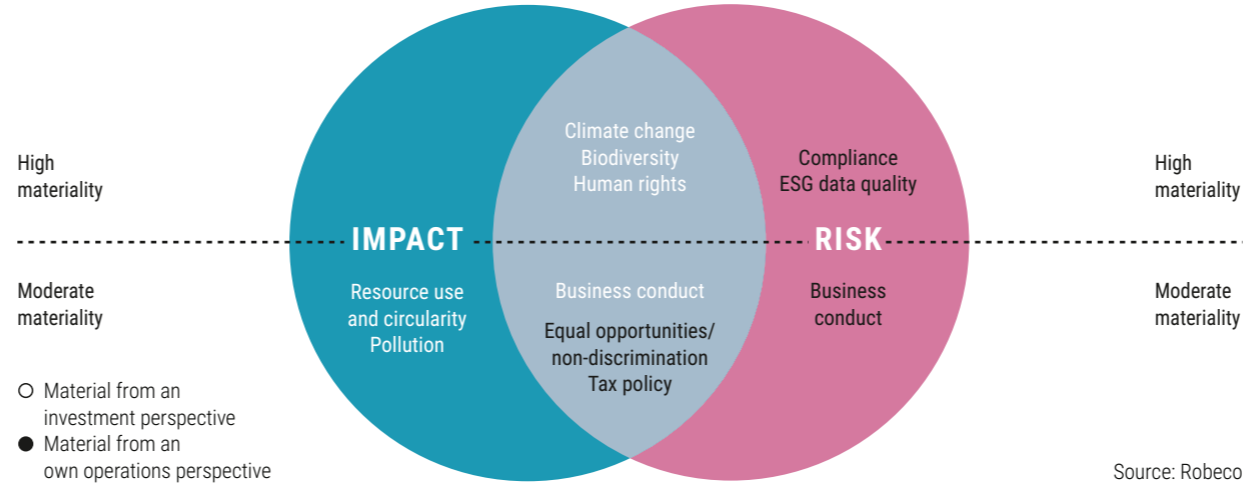 Climate change
Biodiversity
Human rights
High
materiality
Compliance
ESG data quality
High
materiality
IMPACT
RISK
Moderate
materiality
Resource use
and circularity
Pollution
Business conduct
Equal opportunities/
non-discrimination
Tax policy
Business
conduct
Moderate
materiality
Material from an
investment perspective
Material from an
own operations perspective
Source: Robeco